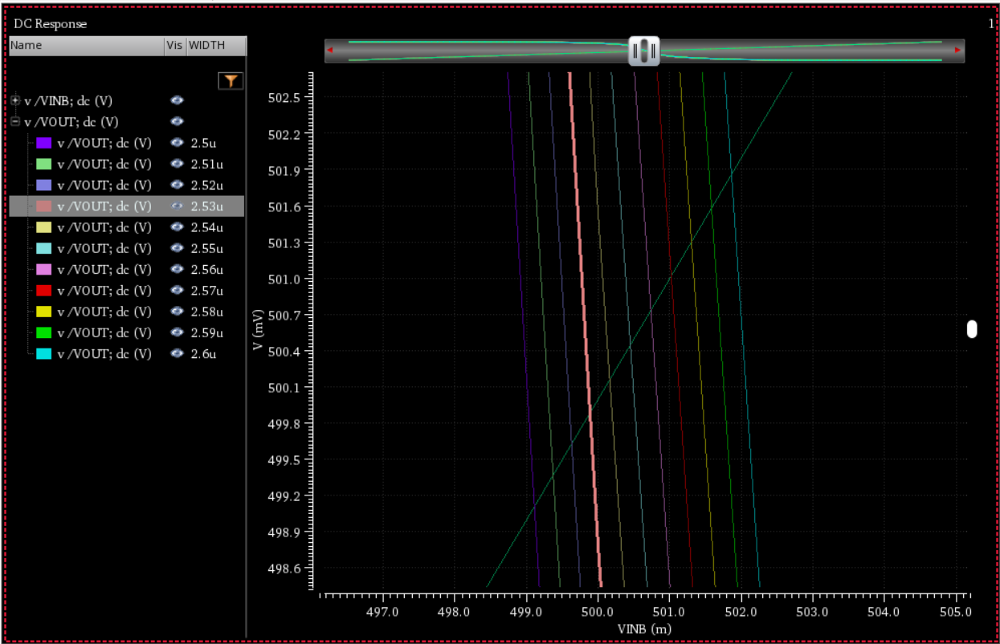 DC Response
1
Name Vis WIDTH
v /VINB; dc (V)
v /VOUT; dc (V)
v /VOUT; dc (V) 2.5u
v /VOUT; dc (V) 2.51u
v /VOUT; dc (V) 2.52u
v /VOUT; dc (V) 2.53u
v /VOUT; dc (V) 2.54u
v /VOUT; dc (V) 2.55u
v /VOUT; dc (V) 2.56u
v /VOUT; dc (V) 2.57u
v /VOUT; dc (V) 2.58u
v /VOUT; dc (V) 2.59u
v /VOUT; dc (V) 2.6u
V (mV)
502.5
502.2
501.9
501.6
501.3
501.0
500.7
500.4
500.1
499.8
499.5
499.2
498.9
498.6
497.0 498.0 499.0 500.0 501.0 502.0 503.0 504.0 505.0
VINB (m)